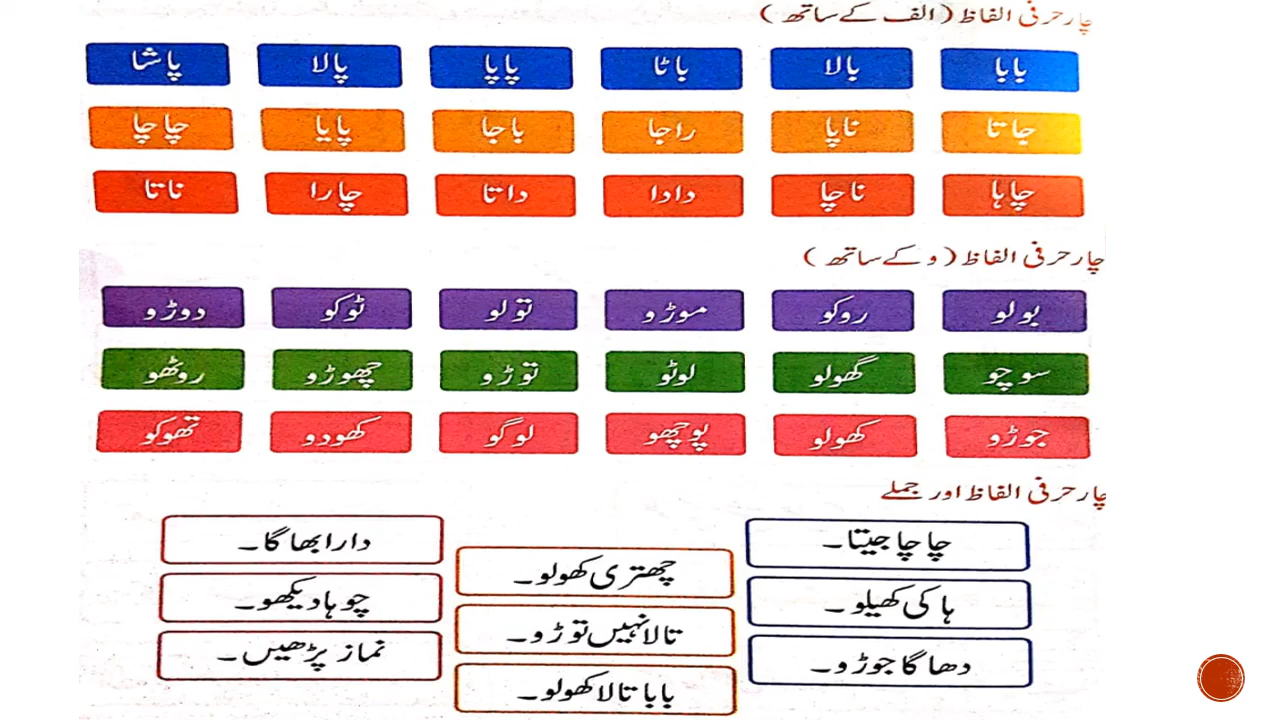 چار حرفی الفاظ (الف کے ساتھ)
بابا بالا باٹا پاپا پالا پاشا
جاتا ناپا راجا باجا پایا چاچا
چاہا ناچا دادا داتا چارا ناتا
چار حرفی الفاظ (و کے ساتھ)
بولو روکو موڑو تولو ٹوکو دوڑو
سوچو گھولو لوٹو توڑو چھوڑو روٹھو
جوڑو کھولو پوچھو لوگو کھودو تھوکو
چار حرفی الفاظ اور جملے
چاچا جیتا۔
ہاکی کھیلو۔
دھاگا جوڑو۔
چھتری کھولو۔
تالا نہیں توڑو۔
بابا تالا کھولو۔
دارا بھاگا۔
چوہا دیکھو۔
نماز پڑھیں۔